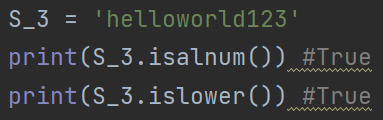 S_3 = 'helloworld123'
print(S_3.isalnum()) #True
print(S_3.islower()) #True